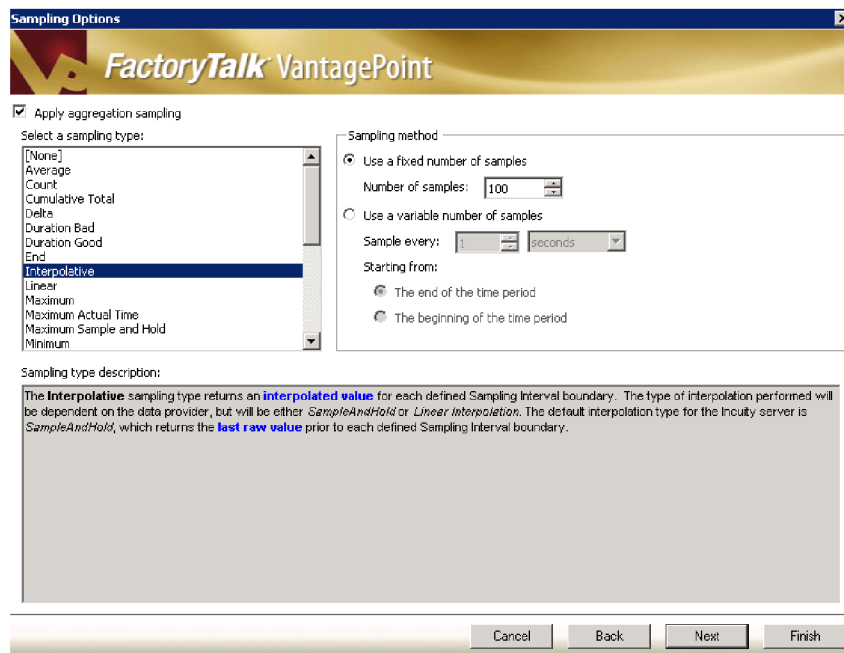 Sampling Options
FactoryTalk VantagePoint
Apply aggregation sampling
Select a sampling type:
[None]
Average
Count
Cumulative Total
Delta
Duration Bad
Duration Good
End
Interpolative
Linear
Maximum
Maximum Actual Time
Maximum Sample and Hold
Minimum
Sampling method
Use a fixed number of samples
Number of samples: 100
Use a variable number of samples
Sample every: 1 seconds
Starting from:
The end of the time period
The beginning of the time period
Sampling type description:
The Interpolative sampling type returns an interpolated value for each defined Sampling Interval boundary. The type of interpolation performed will
be dependent on the data provider, but will be either SampleAndHold or Linear Interpolation. The default interpolation type for the Incuity server is
SampleAndHold, which returns the last raw value prior to each defined Sampling Interval boundary.
Cancel Back Next Finish